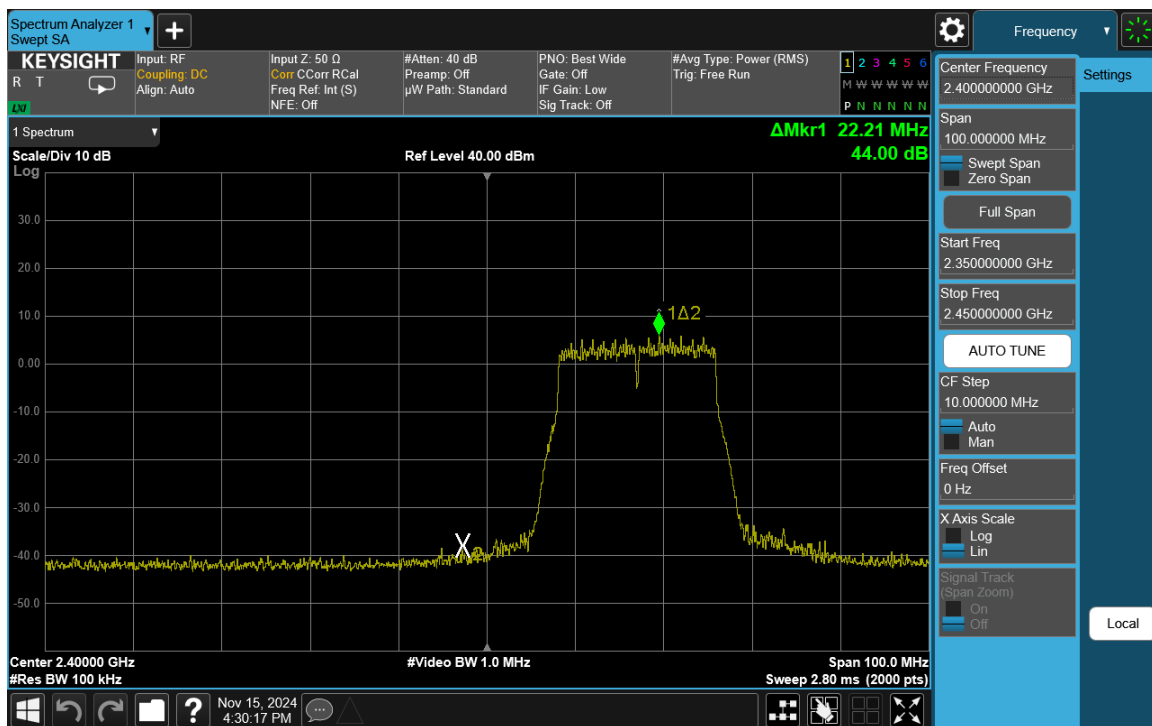 Spectrum Analyzer 1
Swept SA
+
Frequency
KEYSIGHT
R T
LXI
Input: RF
Coupling: DC
Align: Auto
Input Z: 50 Ω
Corr CCorr RCal
Freq Ref: Int (S)
NFE: Off
#Atten: 40 dB
Preamp: Off
µW Path: Standard
PNO: Best Wide
Gate: Off
IF Gain: Low
Sig Track: Off
#Avg Type: Power (RMS)
Trig: Free Run
1 2 3 4 5 6
M W W W W W
P N N N N N
1 Spectrum
Scale/Div 10 dB
Ref Level 40.00 dBm
ΔMkr1 22.21 MHz
44.00 dB
Log
30.0
20.0
10.0
0.00
-10.0
-20.0
-30.0
-40.0
-50.0
1Δ2
X2
Center 2.40000 GHz
#Video BW 1.0 MHz
Span 100.0 MHz
#Res BW 100 kHz
Sweep 2.80 ms (2000 pts)
Center Frequency
2.400000000 GHz
Settings
Span
100.000000 MHz
Swept Span
Zero Span
Full Span
Start Freq
2.350000000 GHz
Stop Freq
2.450000000 GHz
AUTO TUNE
CF Step
10.000000 MHz
Auto
Man
Freq Offset
0 Hz
X Axis Scale
Log
Lin
Signal Track
(Span Zoom)
On
Off
Local
?
Nov 15, 2024
4:30:17 PM